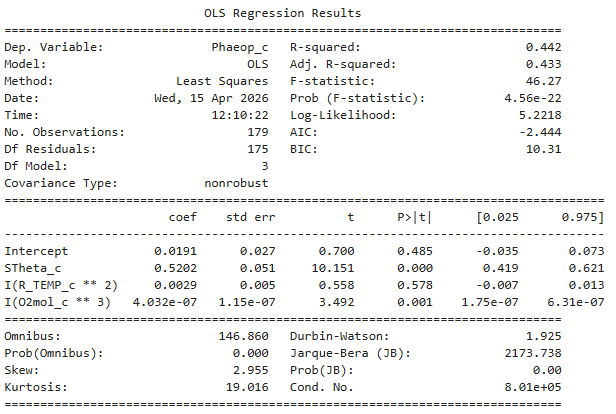 OLS Regression Results
==============================================================================
Dep. Variable:               Phaeop_c   R-squared:                       0.442
Model:                            OLS   Adj. R-squared:                  0.433
Method:                 Least Squares   F-statistic:                     46.27
Date:                Wed, 15 Apr 2026   Prob (F-statistic):           4.56e-22
Time:                        12:10:22   Log-Likelihood:                 5.2218
No. Observations:                 179   AIC:                            -2.444
Df Residuals:                     175   BIC:                             10.31
Df Model:                           3
Covariance Type:            nonrobust
====================================================================================
                       coef    std err          t      P>|t|      [0.025      0.975]
------------------------------------------------------------------------------------
Intercept            0.0191      0.027      0.700      0.485      -0.035       0.073
STheta_c             0.5202      0.051     10.151      0.000       0.419       0.621
I(R_TEMP_c ** 2)     0.0029      0.005      0.558      0.578      -0.007       0.013
I(O2mol_c ** 3)   4.032e-07   1.15e-07      3.492      0.001    1.75e-07    6.31e-07
==============================================================================
Omnibus:                      146.860   Durbin-Watson:                   1.925
Prob(Omnibus):                  0.000   Jarque-Bera (JB):             2173.738
Skew:                           2.955   Prob(JB):                         0.00
Kurtosis:                      19.016   Cond. No.                     8.01e+05
==============================================================================